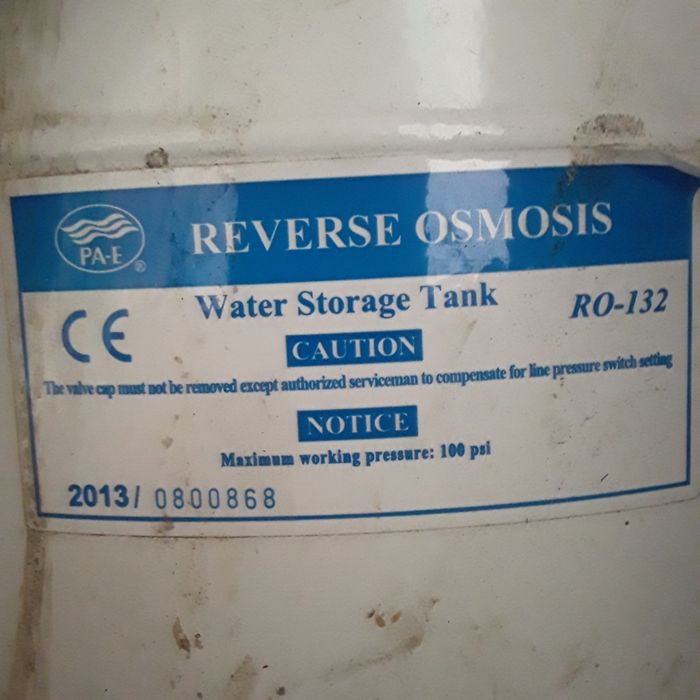 PA-E ®
REVERSE OSMOSIS
Water Storage Tank
RO-132
CE
CAUTION
The valve cap must not be removed except authorized serviceman to compensate for line pressure switch setting
NOTICE
Maximum working pressure: 100 psi
2013/ 0800868